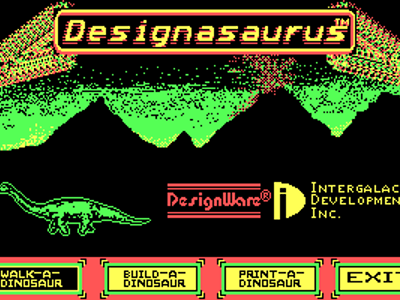 Designasaurus™
DesignWare®
INTERGALAC
DEVELOPMEN
INC.
WALK-A-
DINOSAUR
BUILD-A-
DINOSAUR
PRINT-A-
DINOSAUR
EXIT